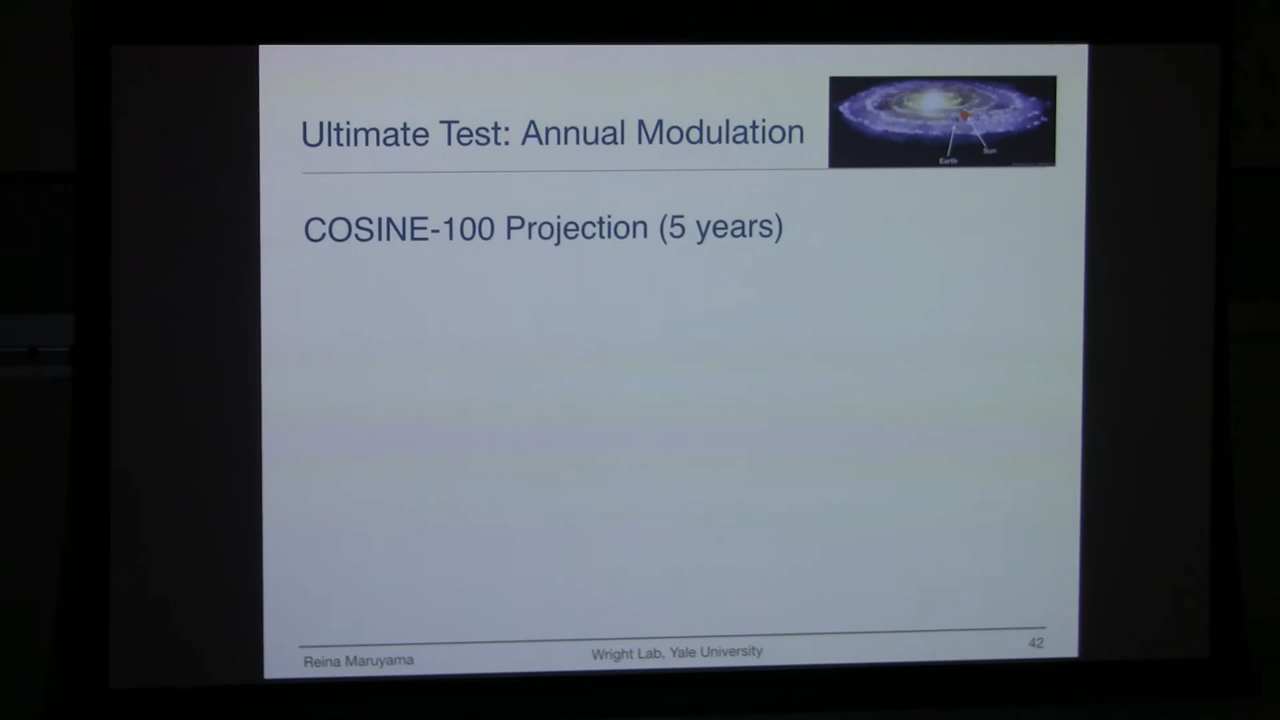 Ultimate Test: Annual Modulation
Earth
Sun
COSINE-100 Projection (5 years)
Reina Maruyama
Wright Lab, Yale University
42